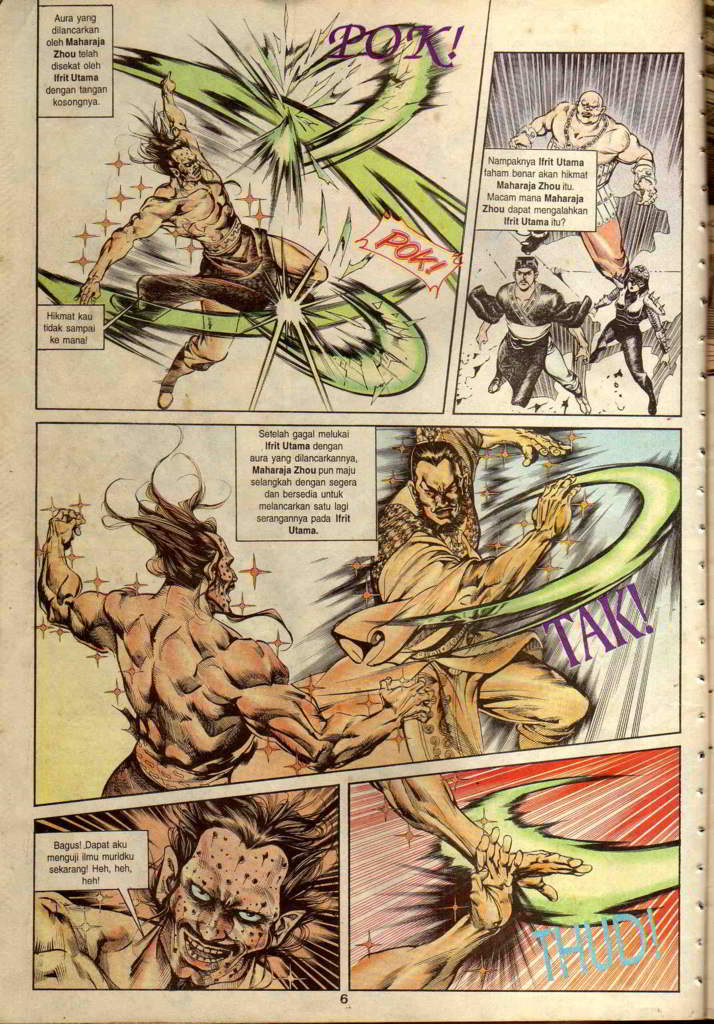 Aura yang
dilancarkan
oleh Maharaja
Zhou telah
disekat oleh
Ifrit Utama
dengan tangan
kosongnya.
POK!
POK!
Hikmat kau
tidak sampai
ke mana!
Nampaknya Ifrit Utama
faham benar akan hikmat
Maharaja Zhou itu.
Macam mana Maharaja
Zhou dapat mengalahkan
Ifrit Utama itu?
Setelah gagal melukai
Ifrit Utama dengan
aura yang dilancarkannya,
Maharaja Zhou pun maju
selangkah dengan segera
dan bersedia untuk
melancarkan satu lagi
serangannya pada Ifrit
Utama.
TAK!
Bagus! Dapat aku
menguji ilmu muridku
sekarang! Heh, heh,
heh!
THUD!
6